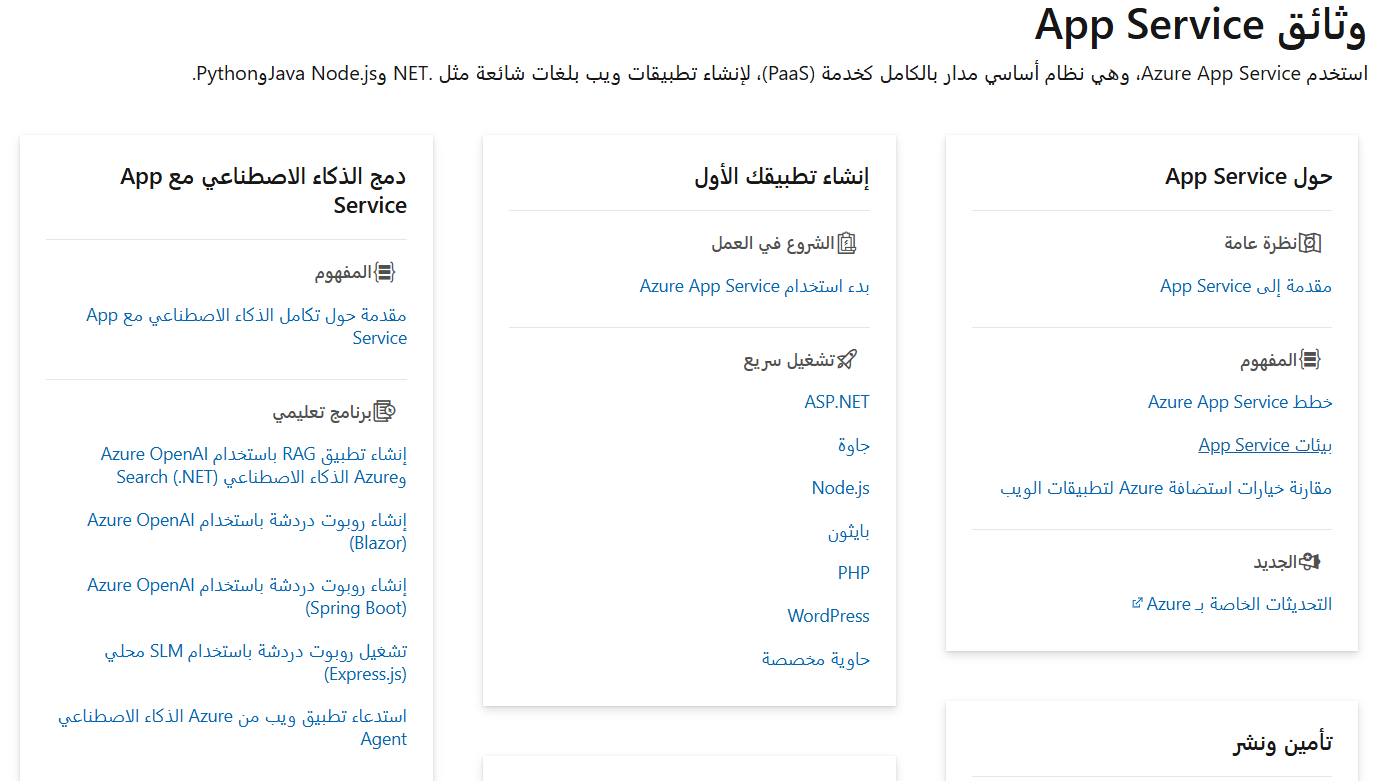 وثائق App Service
استخدم Azure App Service، وهي نظام أساسي مدار بالكامل كخدمة (PaaS)، لإنشاء تطبيقات ويب بلغات شائعة مثل .NET وJava Node.jsوPython.
حول App Service
نظرة عامة
مقدمة إلى App Service
المفهوم
خطط Azure App Service
بيئات App Service
مقارنة خيارات استضافة Azure لتطبيقات الويب
الجديد
التحديثات الخاصة بـ Azure
تأمين ونشر
إنشاء تطبيقك الأول
الشروع في العمل
بدء استخدام Azure App Service
تشغيل سريع
ASP.NET
جاوة
Node.js
بايثون
PHP
WordPress
حاوية مخصصة
دمج الذكاء الاصطناعي مع App
Service
المفهوم
مقدمة حول تكامل الذكاء الاصطناعي مع App
Service
برنامج تعليمي
إنشاء تطبيق RAG باستخدام Azure OpenAI
وAzure الذكاء الاصطناعي Search (.NET)
إنشاء روبوت دردشة باستخدام Azure OpenAI
(Blazor)
إنشاء روبوت دردشة باستخدام Azure OpenAI
(Spring Boot)
تشغيل روبوت دردشة باستخدام SLM محلي
(Express.js)
استدعاء تطبيق ويب من Azure الذكاء الاصطناعي
Agent